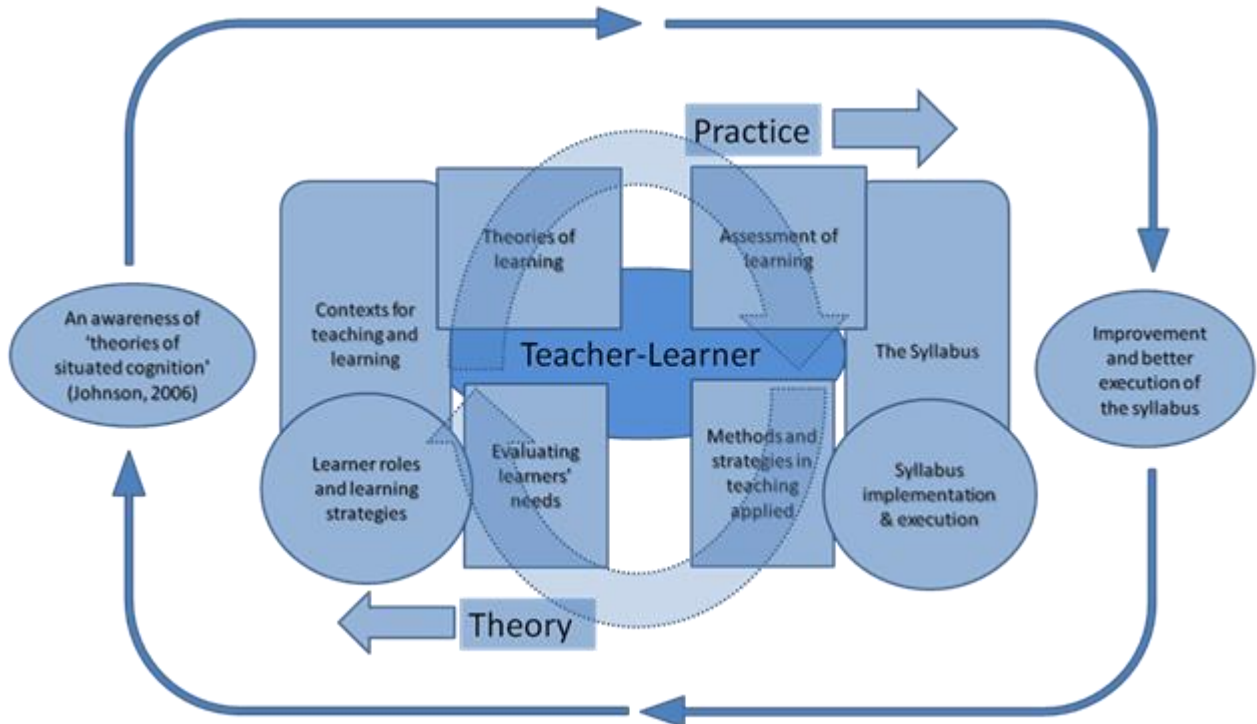 Practice
Theories of
learning
Assessment of
learning
Contexts for
teaching and
learning
An awareness of
‘theories of
situated cognition’
(Johnson, 2006)
Teacher-Learner
The Syllabus
Improvement
and better
execution of
the syllabus
Learner roles
and learning
strategies
Evaluating
learners’
needs
Methods and
strategies in
teaching
applied
Syllabus
implementation
& execution
Theory